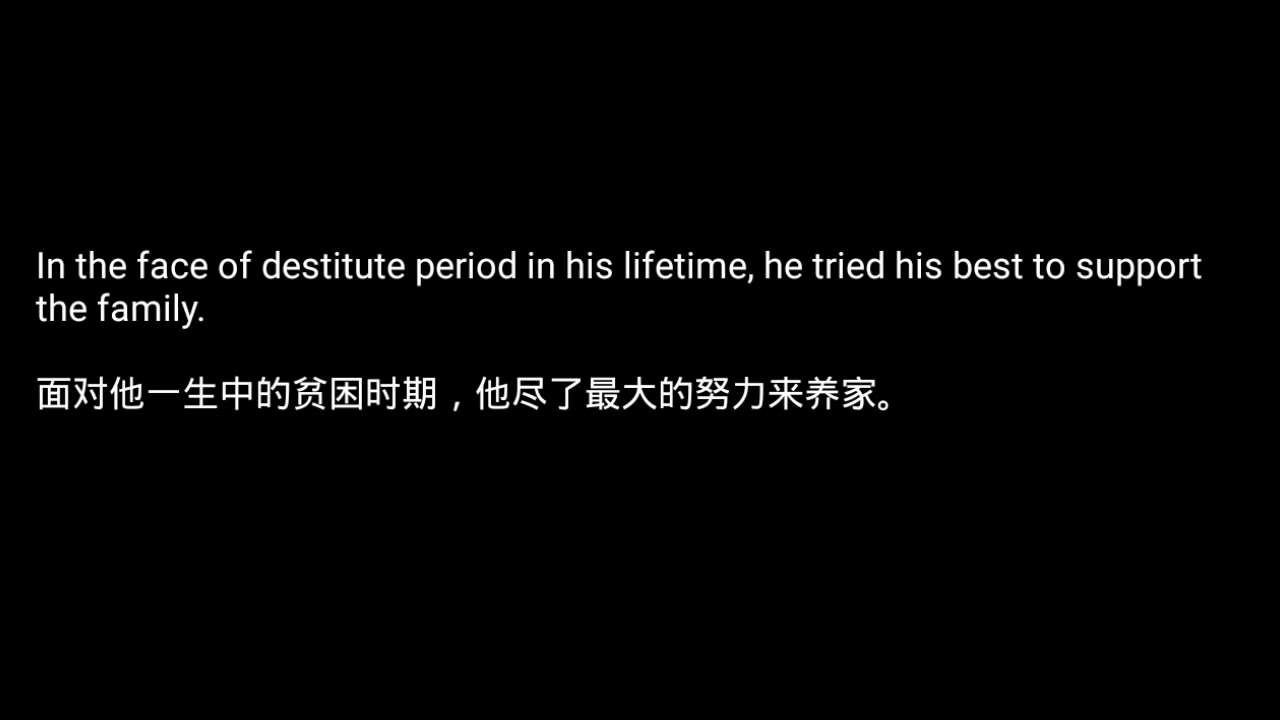 In the face of destitute period in his lifetime, he tried his best to support
the family.
面对他一生中的贫困时期，他尽了最大的努力来养家。